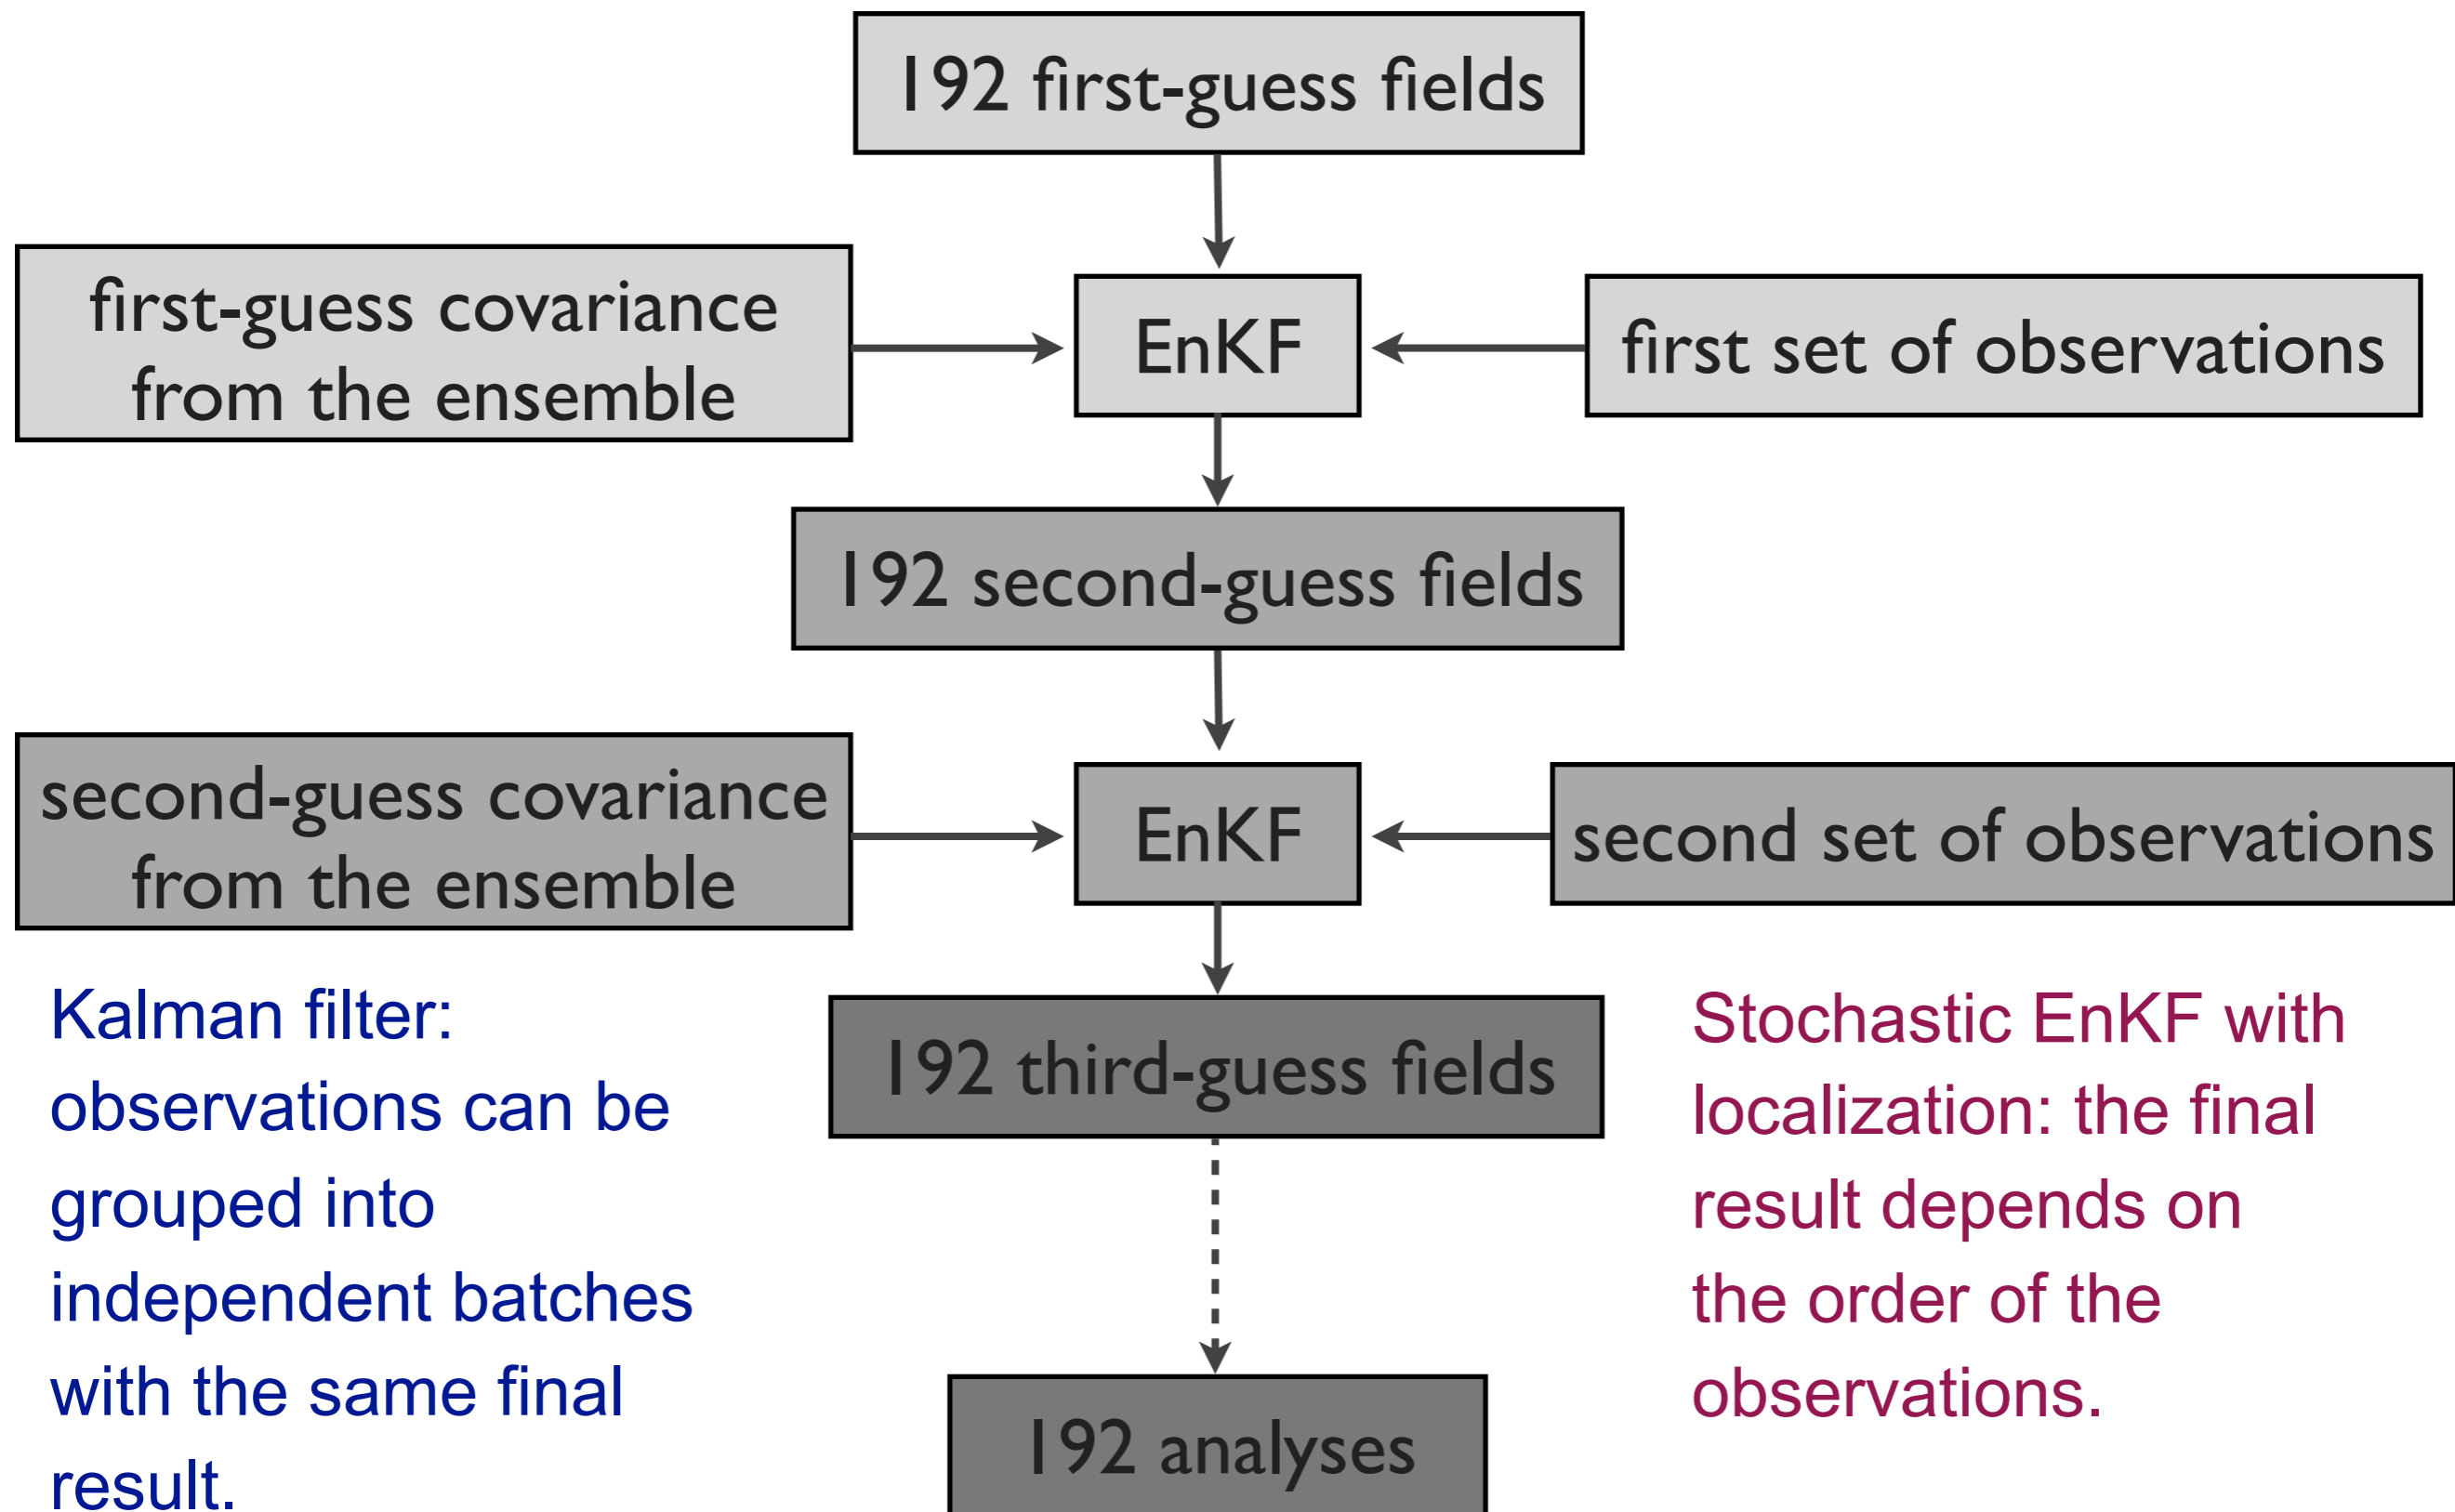 192 first-guess fields
first-guess covariance
from the ensemble
EnKF
first set of observations
192 second-guess fields
second-guess covariance
from the ensemble
EnKF
second set of observations
192 third-guess fields
192 analyses
Kalman filter:
observations can be
grouped into
independent batches
with the same final
result.
Stochastic EnKF with
localization: the final
result depends on
the order of the
observations.